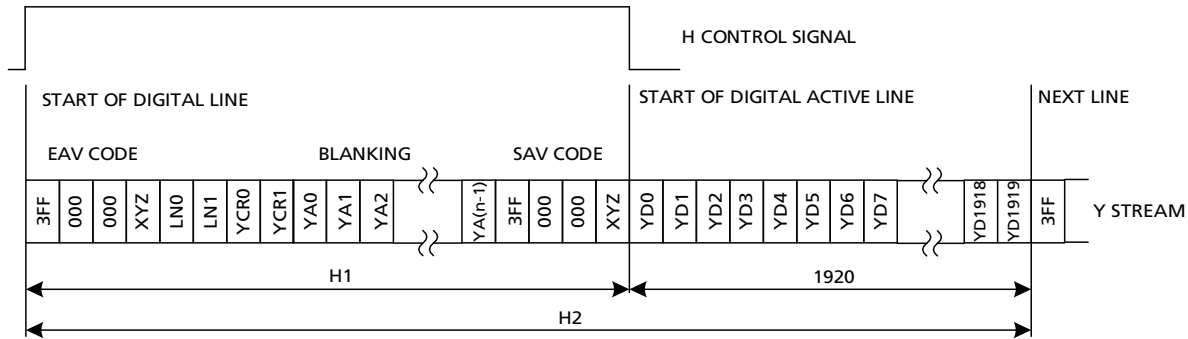 H CONTROL SIGNAL
START OF DIGITAL LINE
START OF DIGITAL ACTIVE LINE
NEXT LINE
EAV CODE
BLANKING
SAV CODE
3FF 000 000 XYZ LN0 LN1 YCR0 YCR1 YA0 YA1 YA2 YA(n-1) 3FF 000 000 XYZ YD0 YD1 YD2 YD3 YD4 YD5 YD6 YD7 YD1918 YD1919 3FF
Y STREAM
H1
1920
H2